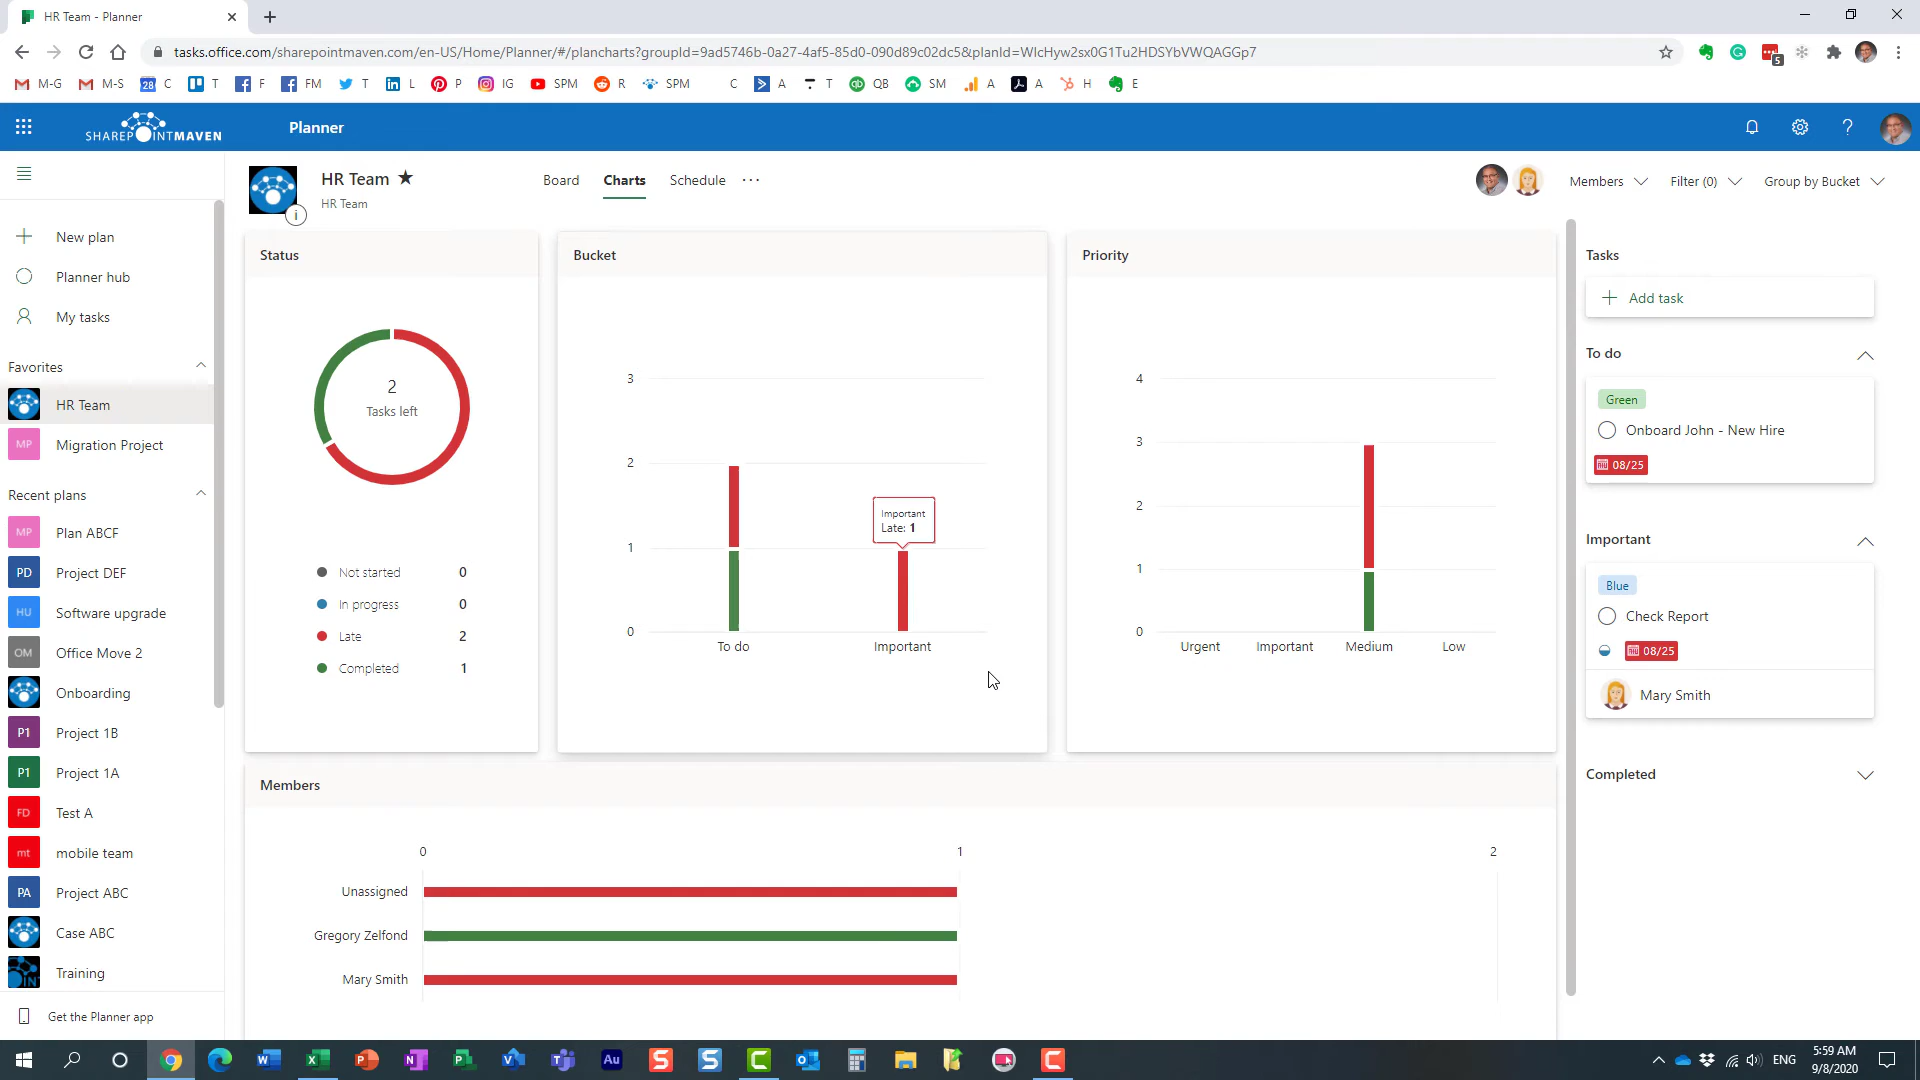 HR Team - Planner
tasks.office.com/sharepointmaven.com/en-US/Home/Planner/#/plancharts?groupId=9ad5746b-0a27-4af5-85d0-090d89c02dc5&planId=WlcHyw2sx0G1Tu2HDSYbVWQAGGp7
5
M-G M-S 28 C T F FM T L P IG SPM R SPM C A T QB SM A A H E
SHAREPOINTMAVEN
Planner
HR Team
HR Team
Board Charts Schedule
Members Filter (0) Group by Bucket
New plan
Planner hub
My tasks
Favorites
HR Team
MP Migration Project
Recent plans
MP Plan ABCF
PD Project DEF
HU Software upgrade
OM Office Move 2
Onboarding
P1 Project 1B
P1 Project 1A
FD Test A
mt mobile team
PA Project ABC
Case ABC
Training
Get the Planner app
Status
2
Tasks left
Not started 0
In progress 0
Late 2
Completed 1
Bucket
3
2
1
0
Important
Late: 1
To do Important
Priority
4
3
2
1
0
Urgent Important Medium Low
Members
0 1 2
Unassigned
Gregory Zelfond
Mary Smith
Tasks
Add task
To do
Green
Onboard John - New Hire
08/25
Important
Blue
Check Report
08/25
Mary Smith
Completed
Au
ENG
5:59 AM
9/8/2020